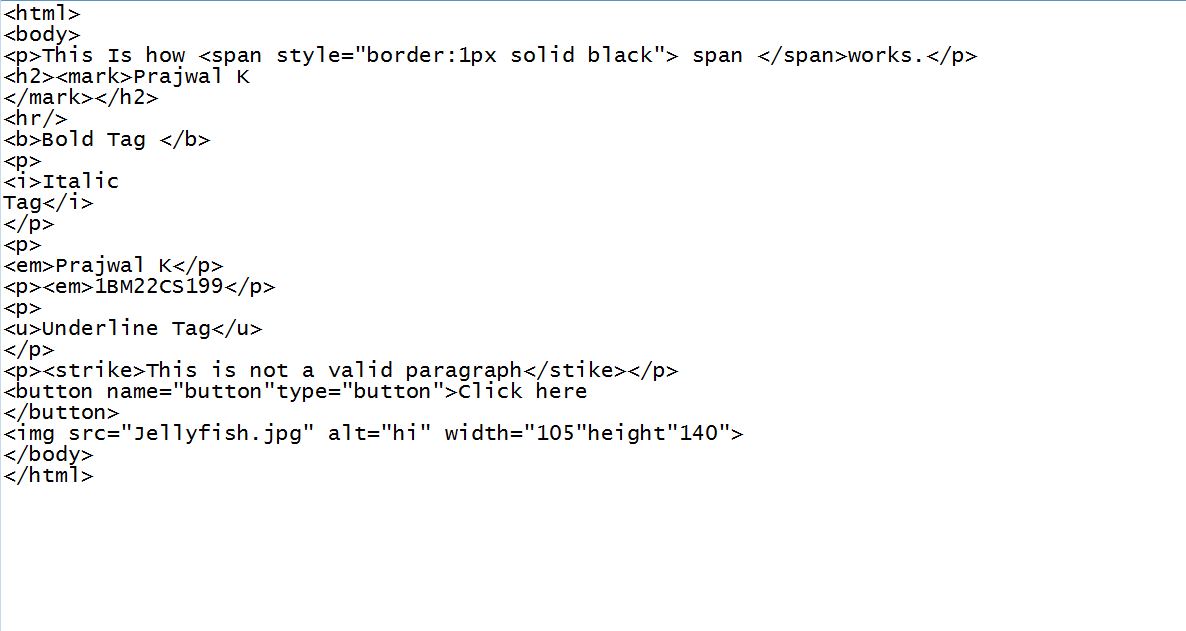 <html>
<body>
<p>This Is how <span style="border:1px solid black"> span </span>works.</p>
<h2><mark>Prajwal K
</mark></h2>
<hr/>
<b>Bold Tag </b>
<p>
<i>Italic
Tag</i>
</p>
<p>
<em>Prajwal K</p>
<p><em>1BM22CS199</p>
<p>
<u>Underline Tag</u>
</p>
<p><strike>This is not a valid paragraph</stike></p>
<button name="button"type="button">Click here
</button>
<img src="Jellyfish.jpg" alt="hi" width="105"height"140">
</body>
</html>